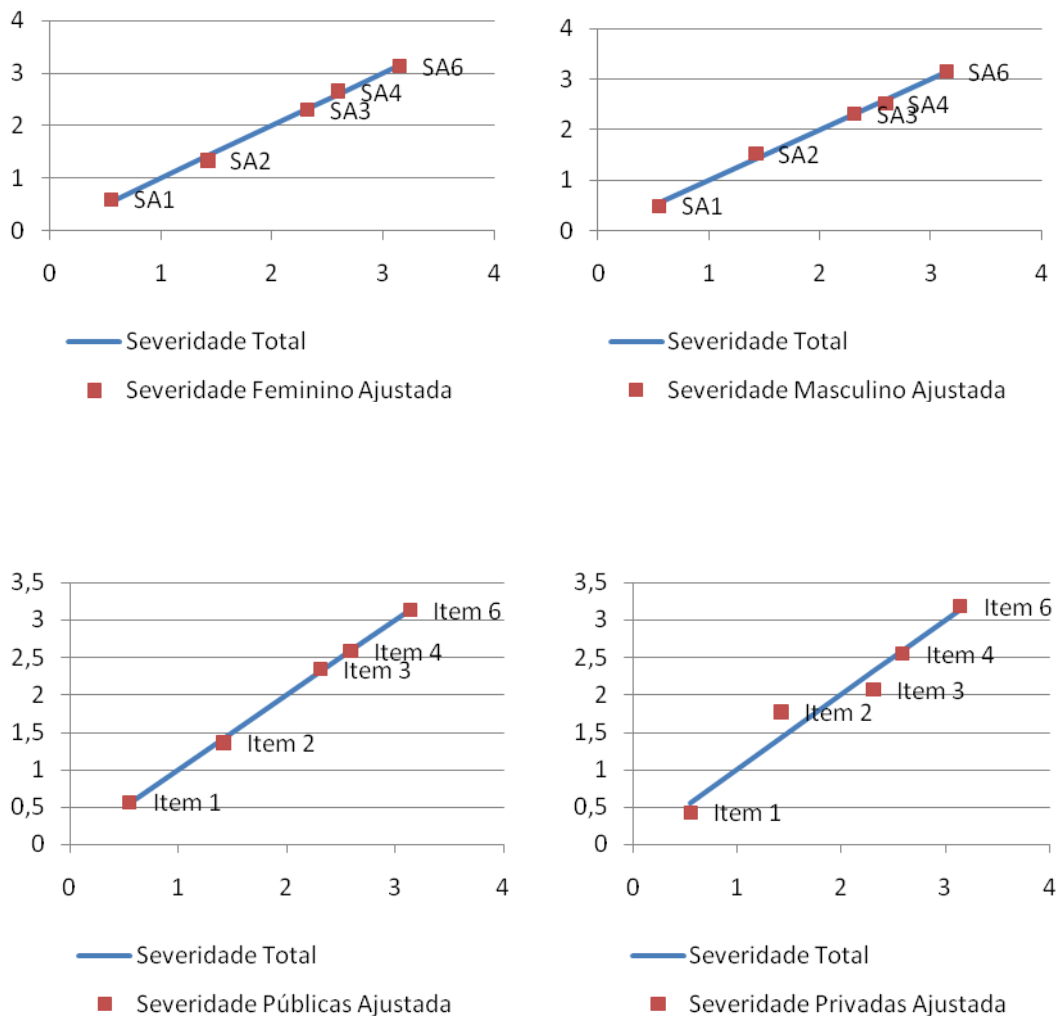 4
3
2
1
0
SA1
SA2
SA3
SA4
SA6
0 1 2 3 4
Severidade Total
Severidade Feminino Ajustada
4
3
2
1
0
SA1
SA2
SA3
SA4
SA6
0 1 2 3 4
Severidade Total
Severidade Masculino Ajustada
3,5
3
2,5
2
1,5
1
0,5
0
Item 1
Item 2
Item 3
Item 4
Item 6
0 1 2 3 4
Severidade Total
Severidade Públicas Ajustada
3,5
3
2,5
2
1,5
1
0,5
0
Item 1
Item 2
Item 3
Item 4
Item 6
0 1 2 3 4
Severidade Total
Severidade Privadas Ajustada